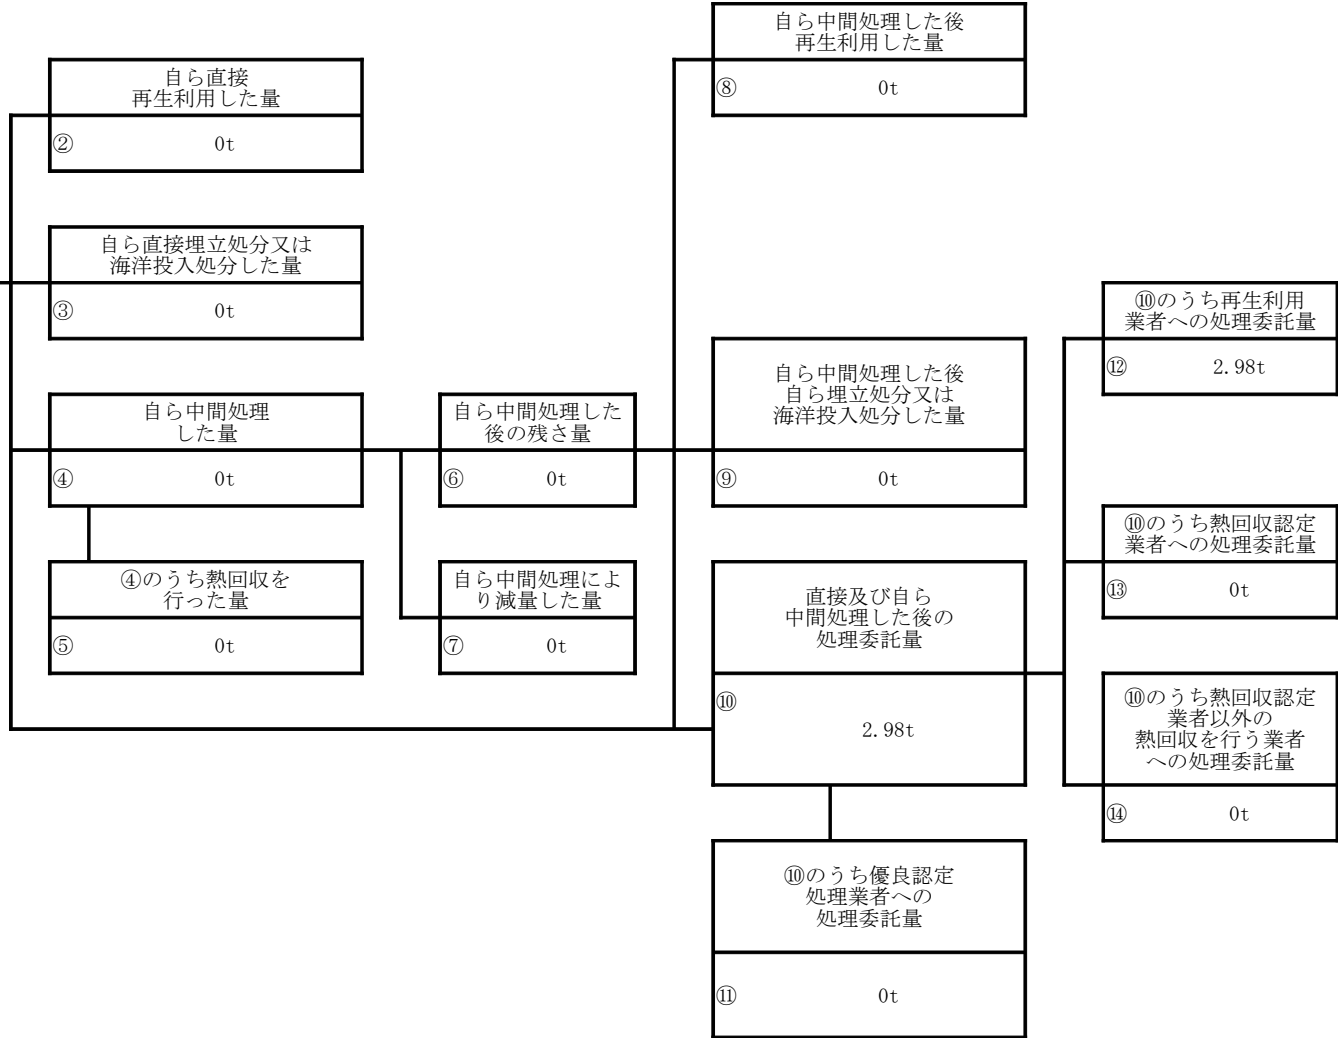 自ら中間処理した後
再生利用した量
⑧ 0t
自ら直接
再生利用した量
② 0t
自ら直接埋立処分又は
海洋投入処分した量
③ 0t
⑩のうち再生利用
業者への処理委託量
⑫ 2.98t
自ら中間処理した後
自ら埋立処分又は
海洋投入処分した量
⑨ 0t
自ら中間処理
した量
④ 0t
自ら中間処理した
後の残さ量
⑥ 0t
⑩のうち熱回収認定
業者への処理委託量
⑬ 0t
④のうち熱回収を
行った量
⑤ 0t
自ら中間処理によ
り減量した量
⑦ 0t
直接及び自ら
中間処理した後の
処理委託量
⑩
2.98t
⑩のうち熱回収認定
業者以外の
熱回収を行う業者
への処理委託量
⑭ 0t
⑩のうち優良認定
処理業者への
処理委託量
⑪ 0t